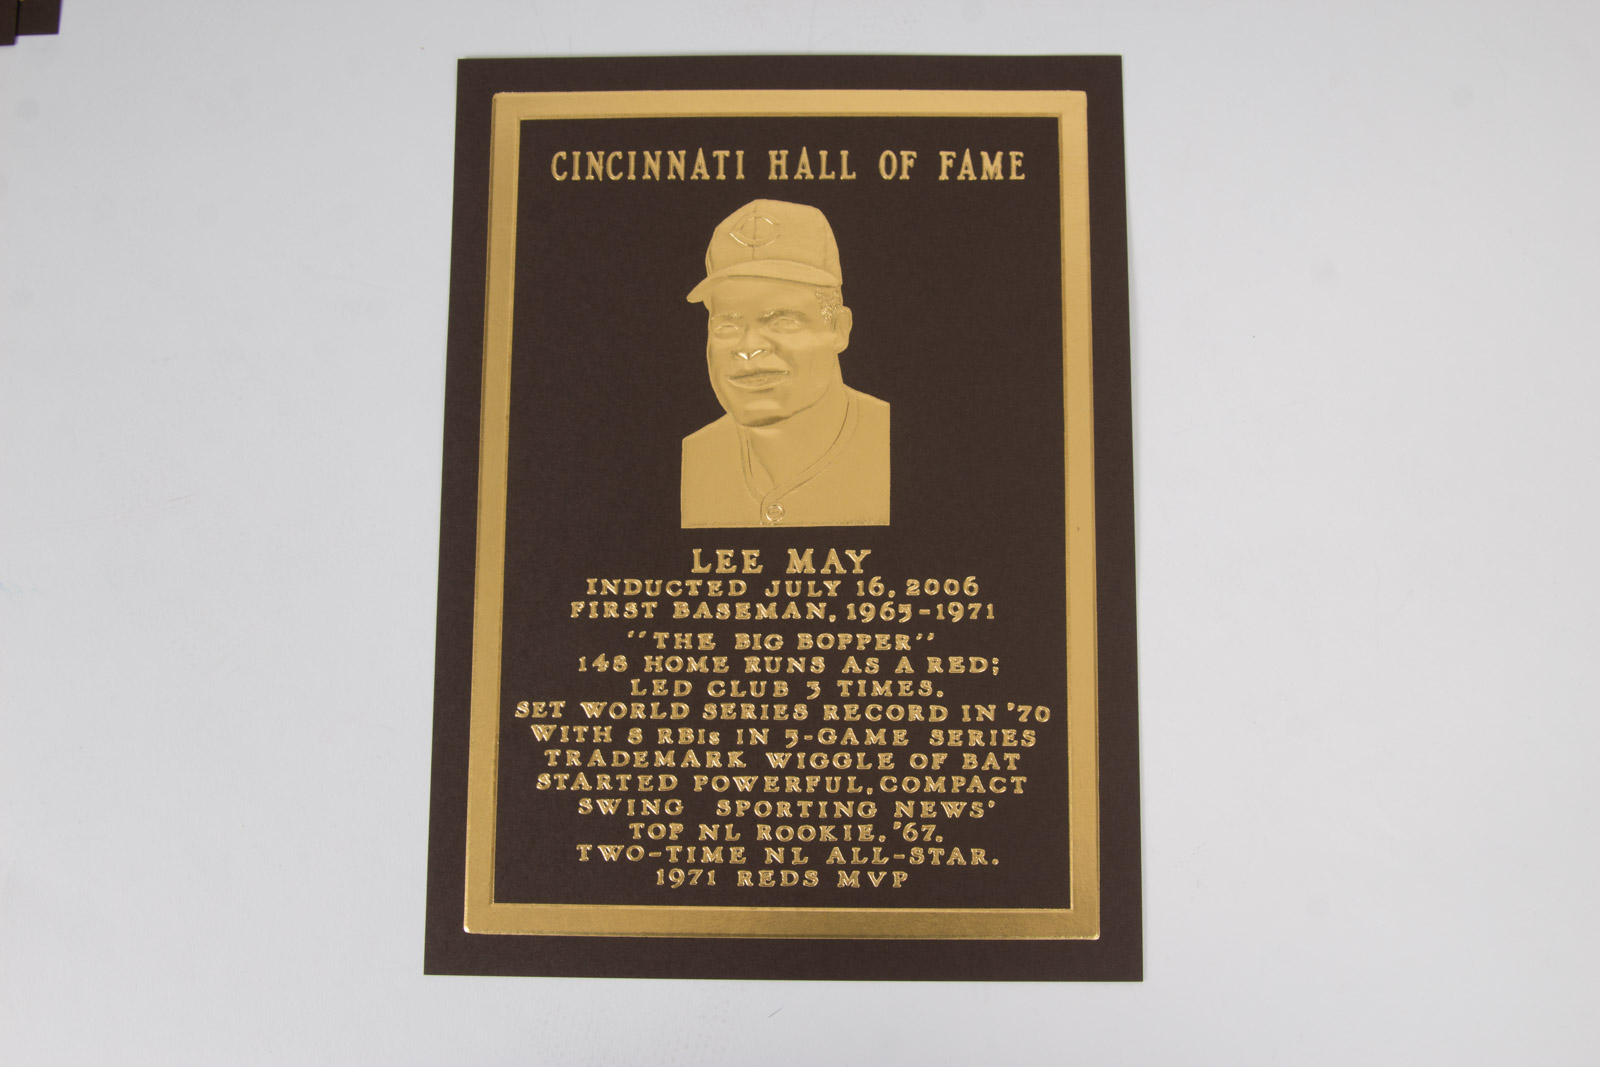 CINCINNATI HALL OF FAME
LEE MAY
INDUCTED JULY 16, 2006
FIRST BASEMAN, 1965-1971
"THE BIG BOPPER"
148 HOME RUNS AS A RED;
LED CLUB 3 TIMES.
SET WORLD SERIES RECORD IN '70
WITH 8 RBIs IN 5-GAME SERIES
TRADEMARK WIGGLE OF BAT
STARTED POWERFUL, COMPACT
SWING SPORTING NEWS'
TOP NL ROOKIE, '67.
TWO-TIME NL ALL-STAR.
1971 REDS MVP